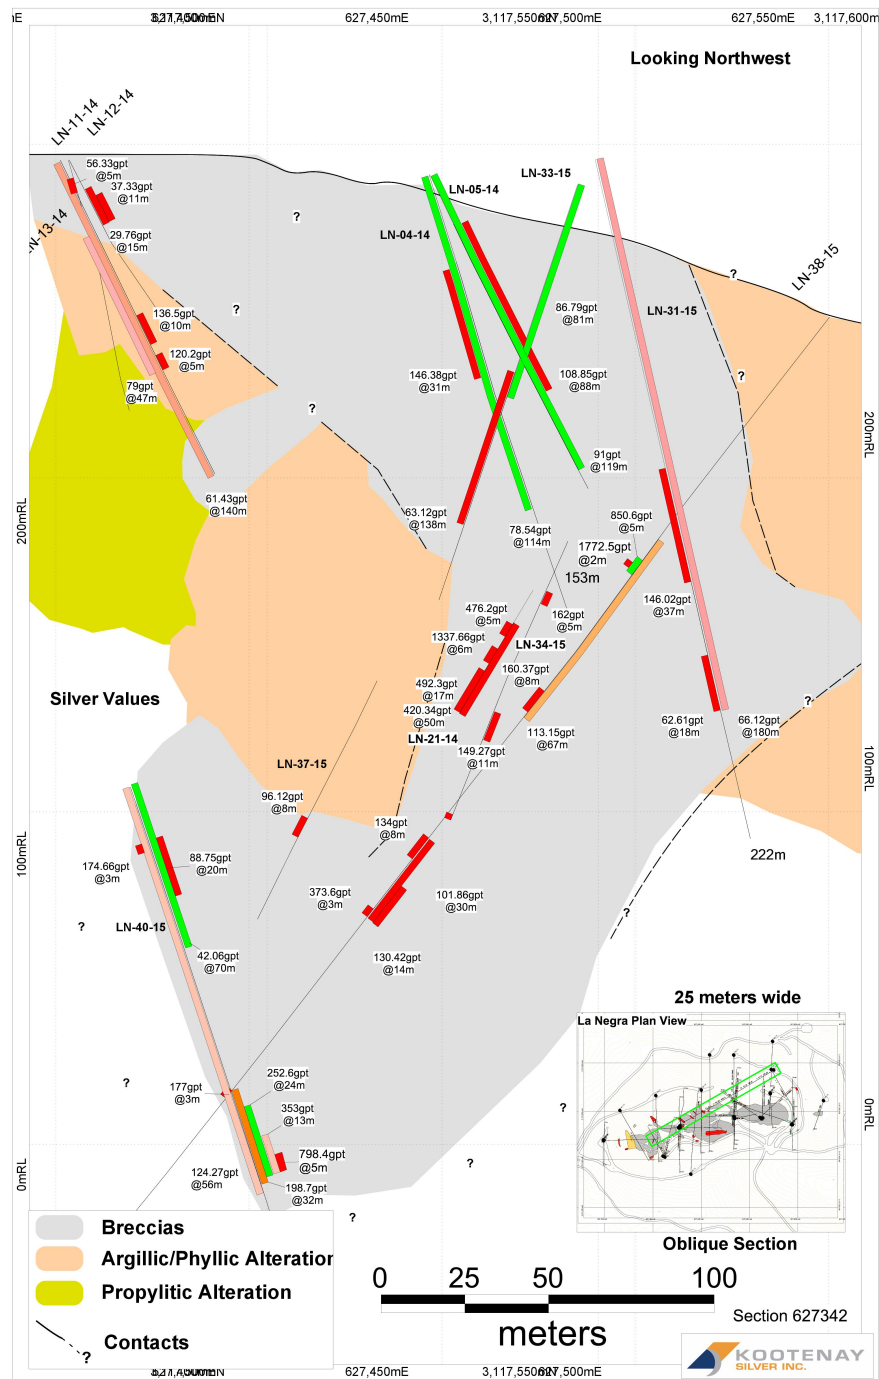 627,450mE
627,500mE
627,550mE
3,117,600m
Looking Northwest
LN-11-14
LN-12-14
56.33gpt
@5m
37.33gpt
@11m
29.76gpt
@15m
LN-33-15
LN-05-14
LN-04-14
LN-38-15
?
?
?
?
?
136.5gpt
@10m
120.2gpt
@5m
79gpt
@47m
61.43gpt
@140m
LN-31-15
86.79gpt
@81m
146.38gpt
@31m
108.85gpt
@88m
91gpt
@119m
63.12gpt
@138m
78.54gpt
@114m
850.6gpt
@5m
1772.5gpt
@2m
153m
200mRL
200mRL
146.02gpt
@37m
162gpt
@5m
476.2gpt
@5m
1337.66gpt
@6m
LN-34-15
160.37gpt
@8m
492.3gpt
@17m
420.34gpt
@50m
LN-21-14
149.27gpt
@11m
113.15gpt
@67m
62.61gpt
@18m
66.12gpt
@180m
?
Silver Values
LN-37-15
96.12gpt
@8m
134gpt
@8m
100mRL
100mRL
222m
174.66gpt
@3m
88.75gpt
@20m
373.6gpt
@3m
101.86gpt
@30m
LN-40-15
?
?
42.06gpt
@70m
130.42gpt
@14m
25 meters wide
La Negra Plan View
177gpt
@3m
252.6gpt
@24m
353gpt
@13m
798.4gpt
@5m
124.27gpt
@56m
198.7gpt
@32m
?
?
?
?
0mRL
0mRL
Oblique Section
Breccias
Argillic/Phyllic Alteration
Propylitic Alteration
Contacts
?
0 25 50 100
meters
Section 627342
KOOTENAY
SILVER INC.
627,450mE
627,500mE